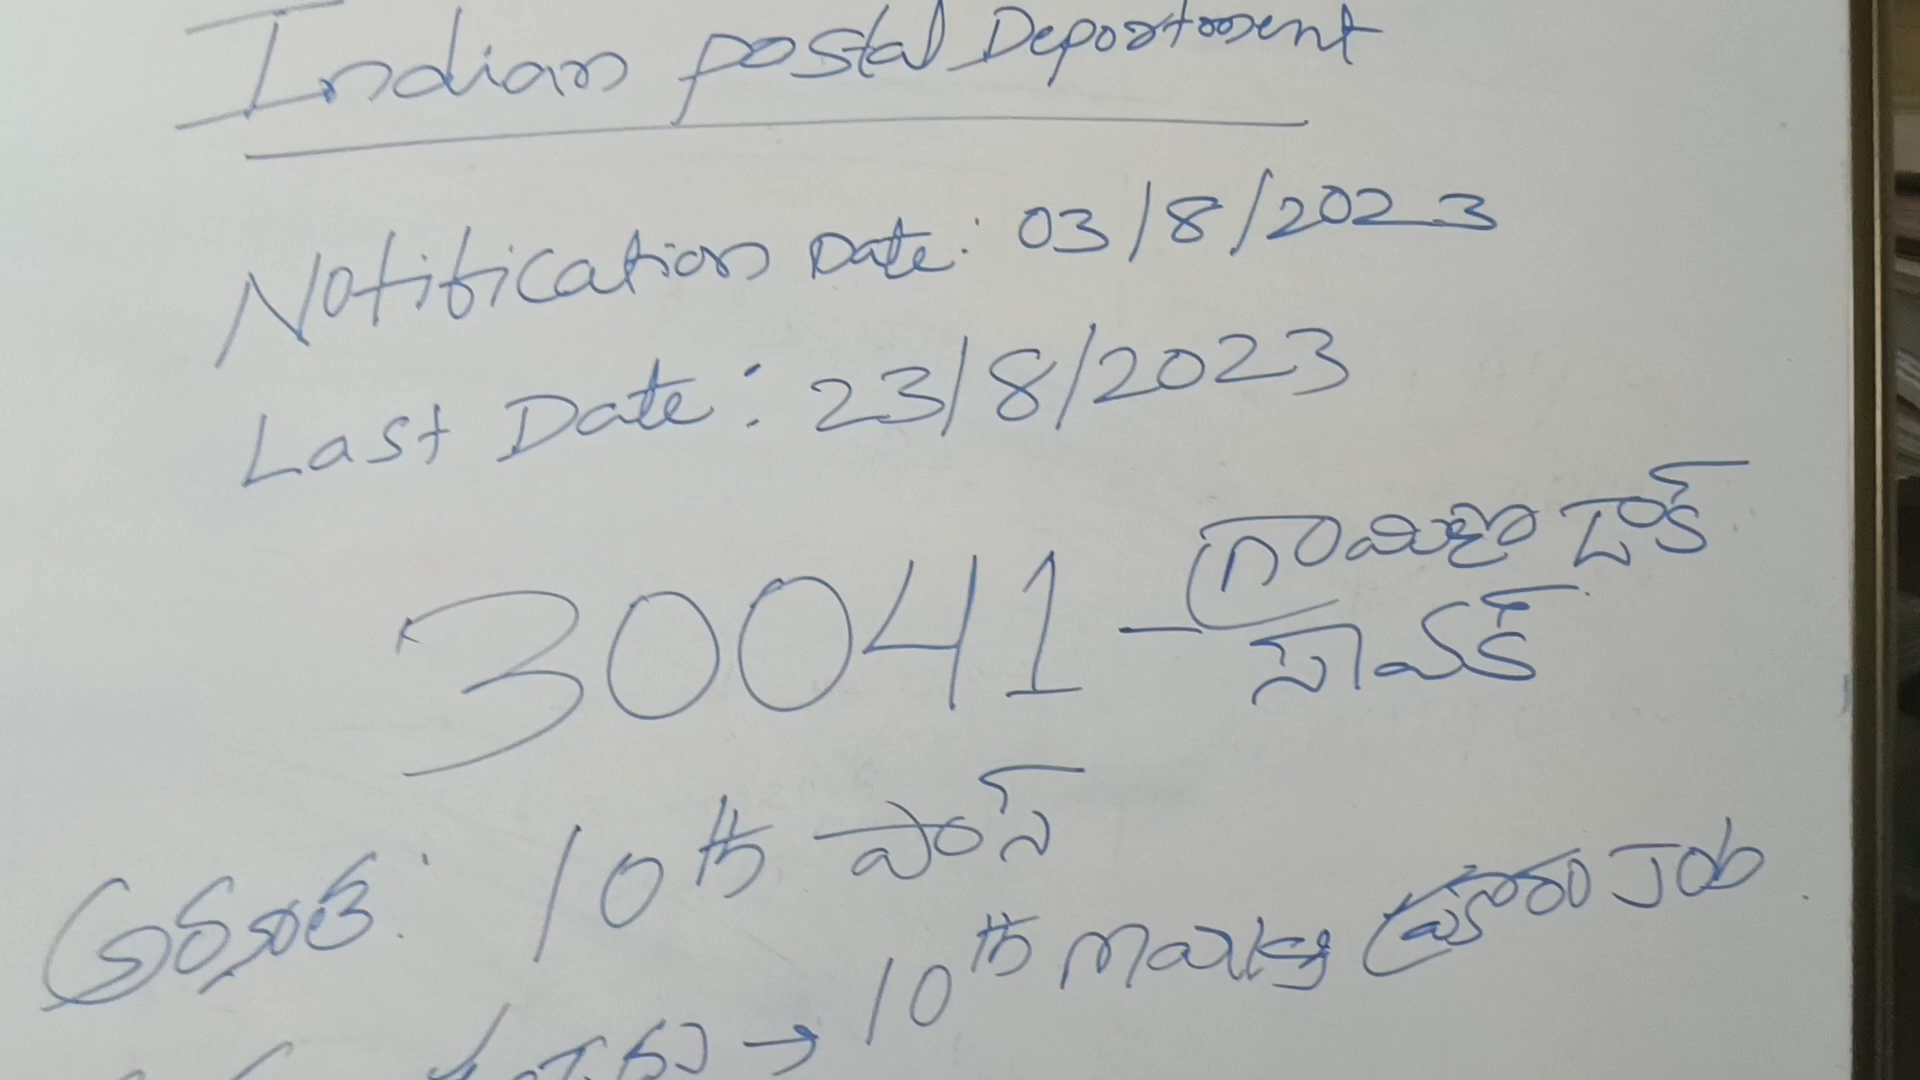 Indian postal Department
Notification Date: 03/8/2023
Last Date: 23/8/2023
30041 - గ్రామిణ డాక్
సేవక్
అర్హత: 10th పాస్
→ 10th marks ప్రకారం Job